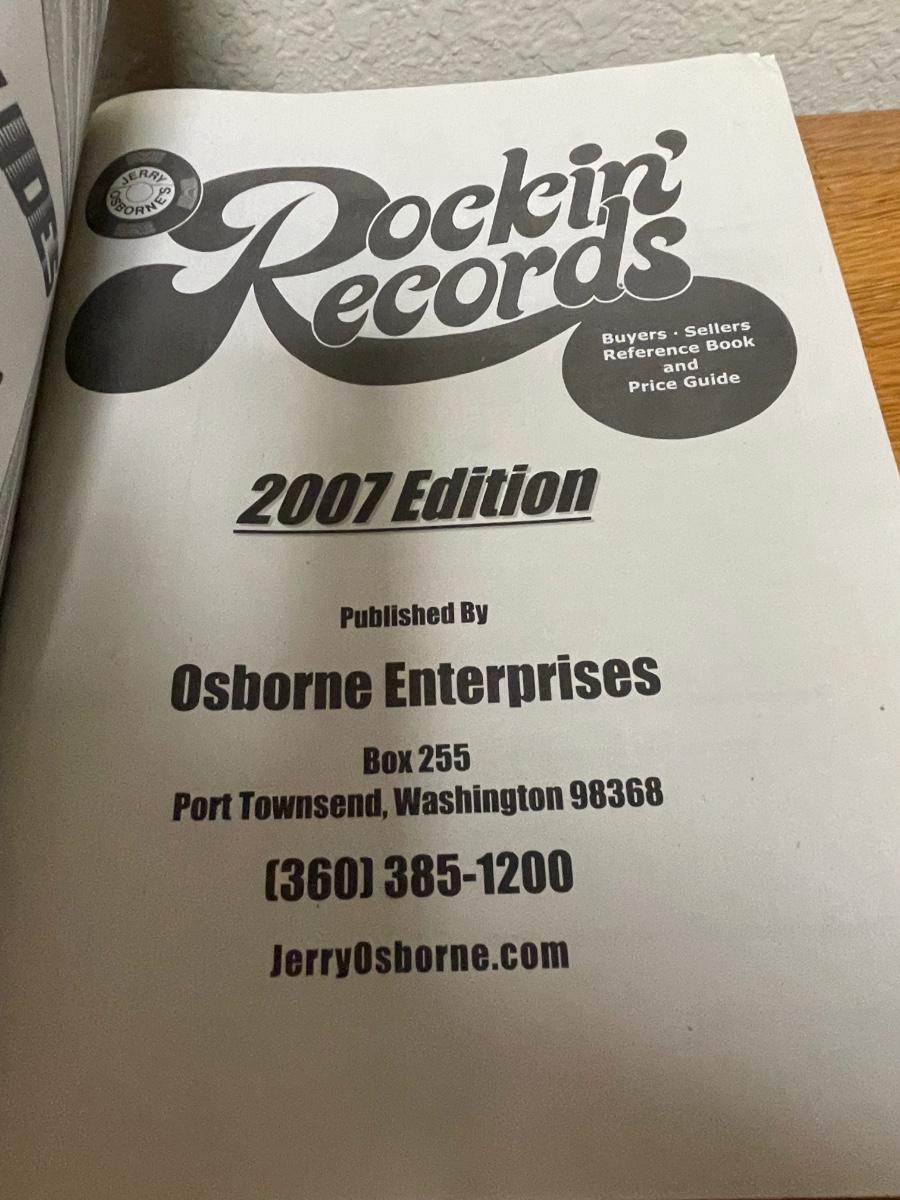 JERRY
OSBORNE'S
Rockin'
Records
Buyers · Sellers
Reference Book
and
Price Guide
2007 Edition
Published By
Osborne Enterprises
Box 255
Port Townsend, Washington 98368
(360) 385-1200
JerryOsborne.com